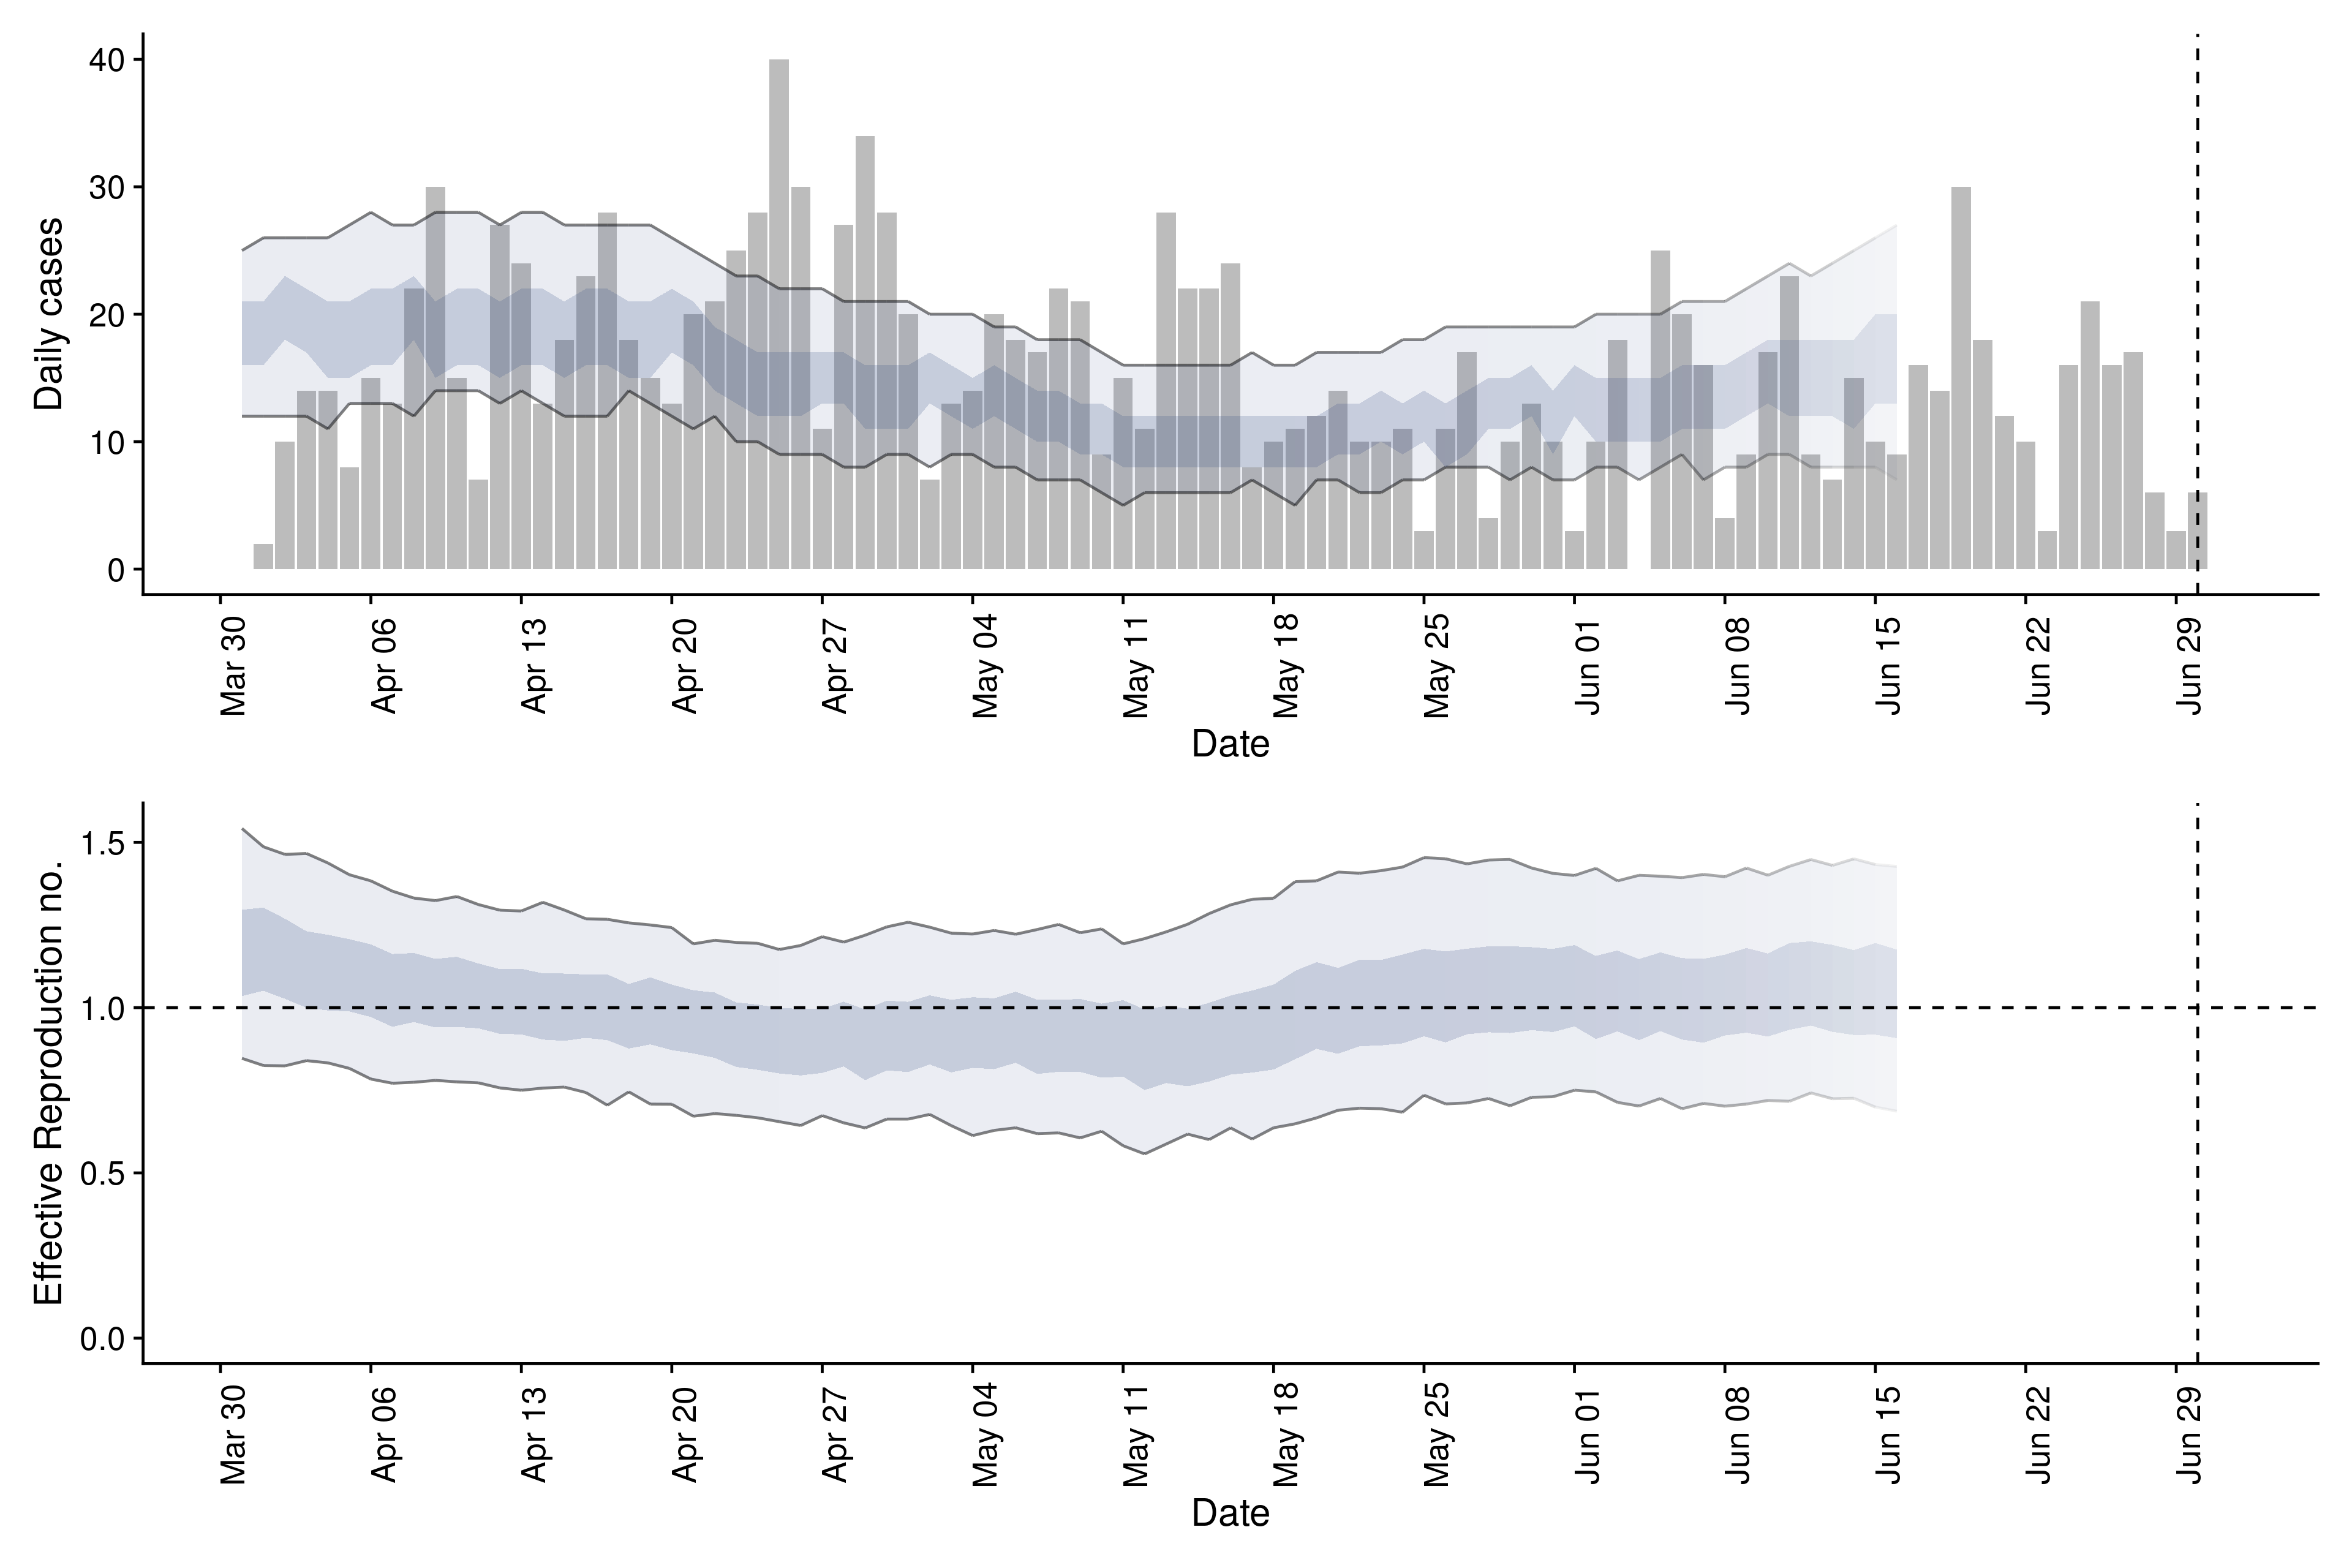 Daily cases
40
30
20
10
0
Mar 30
Apr 06
Apr 13
Apr 20
Apr 27
May 04
May 11
May 18
May 25
Jun 01
Jun 08
Jun 15
Jun 22
Jun 29
Date
Effective Reproduction no.
1.5
1.0
0.5
0.0
Mar 30
Apr 06
Apr 13
Apr 20
Apr 27
May 04
May 11
May 18
May 25
Jun 01
Jun 08
Jun 15
Jun 22
Jun 29
Date